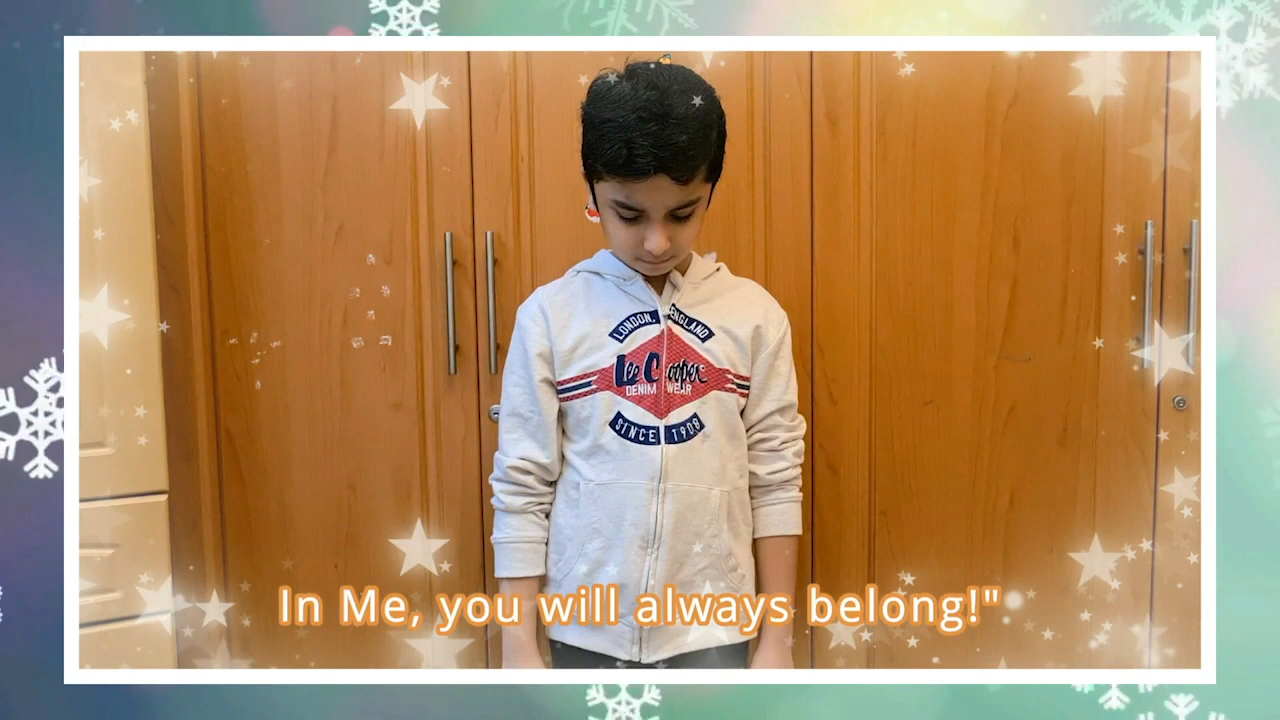 LONDON, ENGLAND
Lee Cooper
DENIM WEAR
SINCE 1908
In Me, you will always belong!"